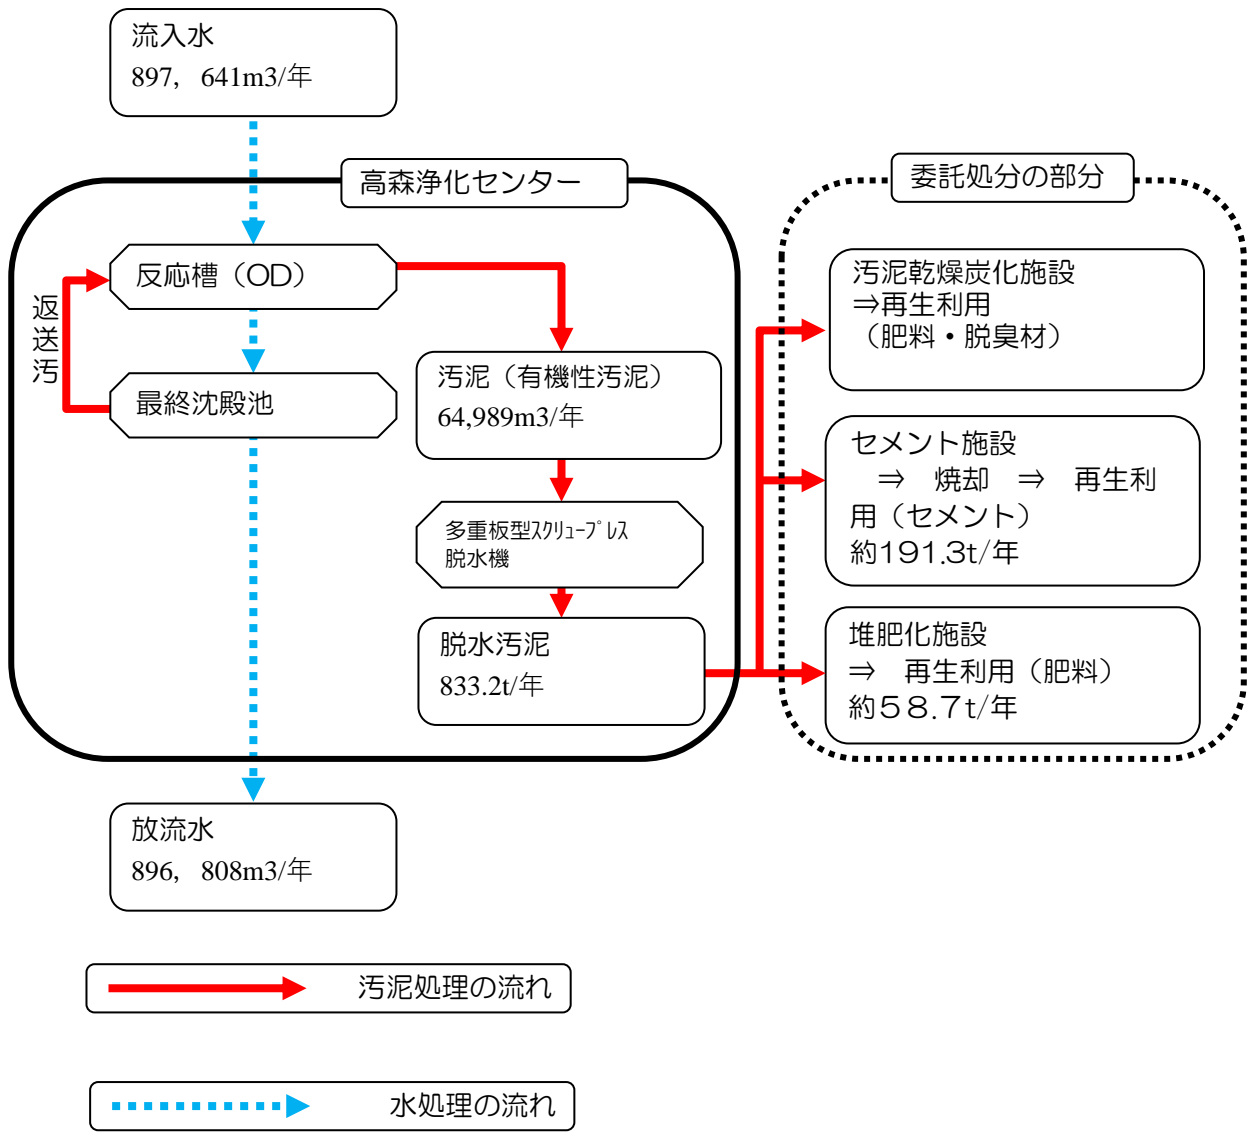 流入水
897,　641m3/年
高森浄化センター
委託処分の部分
反応槽（OD）
返送汚
最終沈殿池
汚泥（有機性汚泥）
64,989m3/年
多重板型ｽｸﾘｭｰﾌﾟﾚｽ
脱水機
脱水汚泥
833.2t/年
汚泥乾燥炭化施設
⇒再生利用
（肥料・脱臭材）
セメント施設
⇒　焼却　⇒　再生利
用（セメント）
約191.3t/年
堆肥化施設
⇒　再生利用（肥料）
約５８.７t/年
放流水
896,　808m3/年
汚泥処理の流れ
水処理の流れ